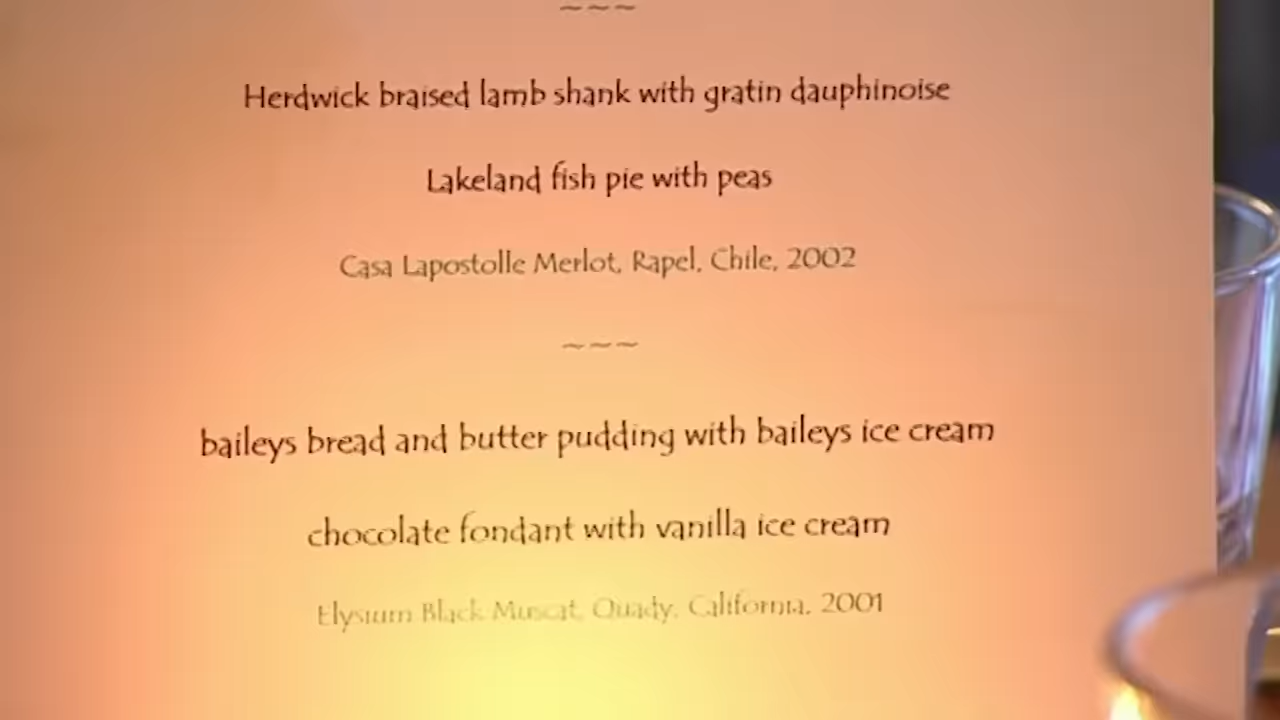 ~~~
Herdwick braised lamb shank with gratin dauphinoise
Lakeland fish pie with peas
Casa Lapostolle Merlot, Rapel, Chile, 2002
~~~
baileys bread and butter pudding with baileys ice cream
chocolate fondant with vanilla ice cream
Elysium Black Muscat, Quady, California, 2001